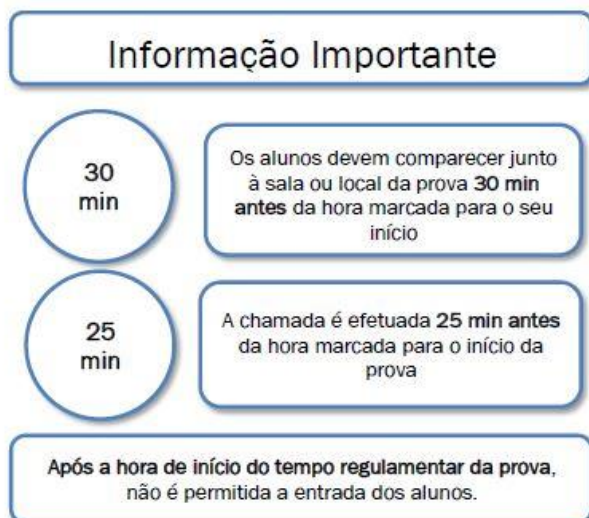 Informação Importante
30
min
Os alunos devem comparecer junto
à sala ou local da prova 30 min
antes da hora marcada para o seu
início
25
min
A chamada é efetuada 25 min antes
da hora marcada para o início da
prova
Após a hora de início do tempo regulamentar da prova,
não é permitida a entrada dos alunos.